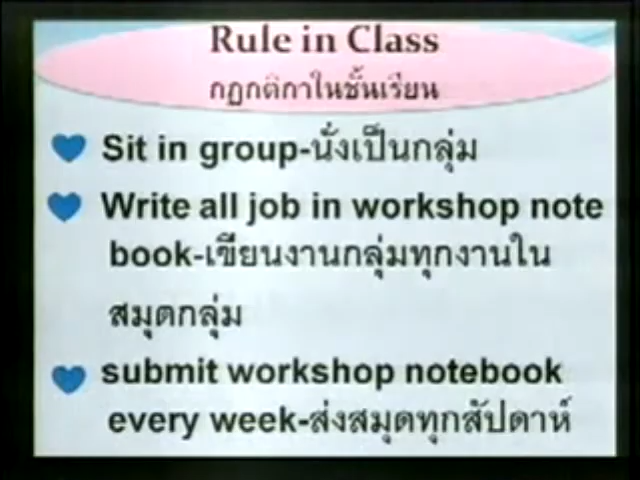 Rule in Class
กฎกติกาในชั้นเรียน
Sit in group-นั่งเป็นกลุ่ม
Write all job in workshop note
book-เขียนงานกลุ่มทุกงานใน
สมุดกลุ่ม
submit workshop notebook
every week-ส่งสมุดทุกสัปดาห์